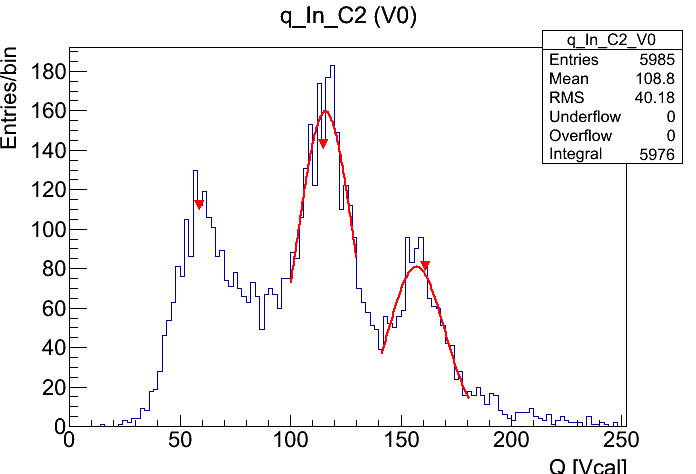 q_In_C2 (V0)
q_In_C2_V0
Entries 5985
Mean 108.8
RMS 40.18
Underflow 0
Overflow 0
Integral 5976
Entries/bin
180
160
140
120
100
80
60
40
20
0
0 50 100 150 200 250
Q [Vcal]